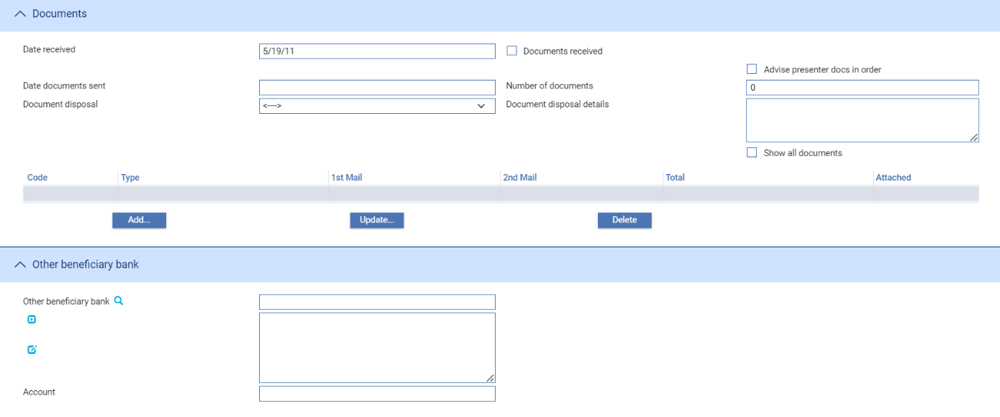 Documents
Date received 5/19/11 Documents received
Advise presenter docs in order
Date documents sent Number of documents 0
Document disposal <----> Document disposal details
Show all documents
Code Type 1st Mail 2nd Mail Total Attached
Add... Update... Delete
Other beneficiary bank
Other beneficiary bank
Account